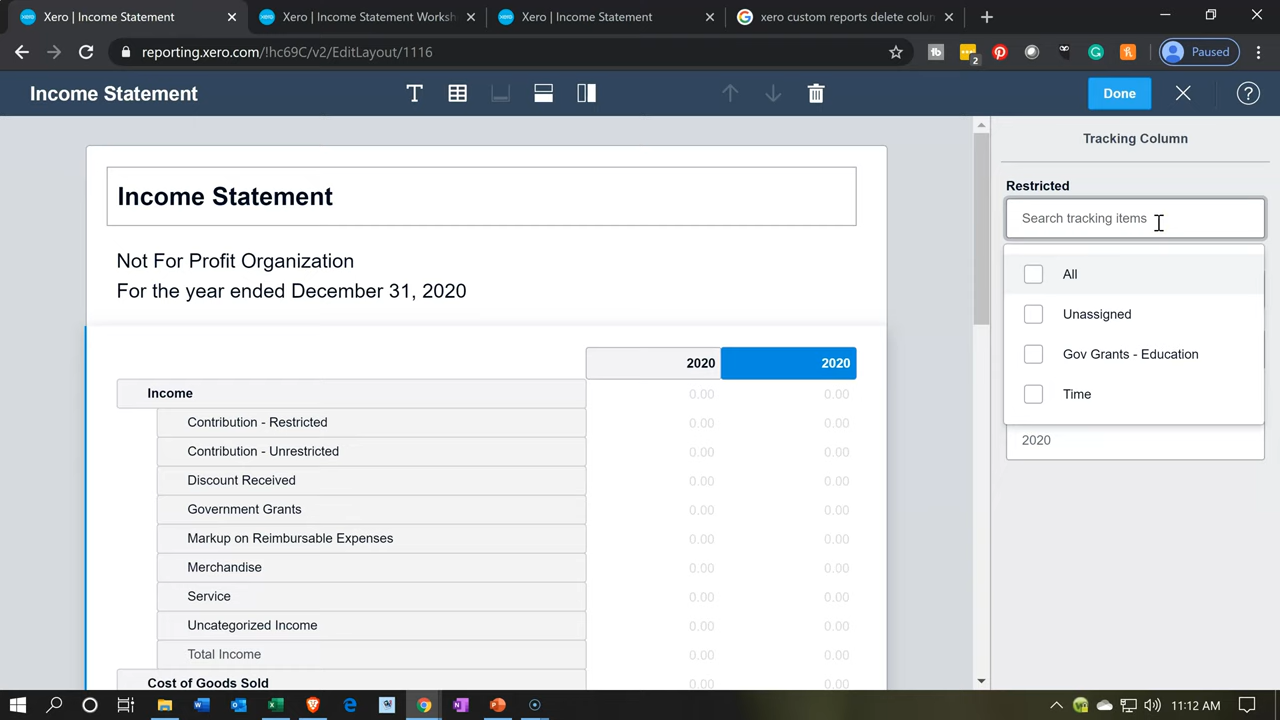 Xero | Income Statement
Xero | Income Statement Worksh
Xero | Income Statement
xero custom reports delete colun
reporting.xero.com/!hc69C/v2/EditLayout/1116
2
Paused
Income Statement
Done
Tracking Column
Restricted
Search tracking items
All
Unassigned
Gov Grants - Education
Time
2020
Income Statement
Not For Profit Organization
For the year ended December 31, 2020
2020 2020
Income 0.00 0.00
Contribution - Restricted 0.00 0.00
Contribution - Unrestricted 0.00 0.00
Discount Received 0.00 0.00
Government Grants 0.00 0.00
Markup on Reimbursable Expenses 0.00 0.00
Merchandise 0.00 0.00
Service 0.00 0.00
Uncategorized Income 0.00 0.00
Total Income 0.00 0.00
Cost of Goods Sold 0.00 0.00
11:12 AM